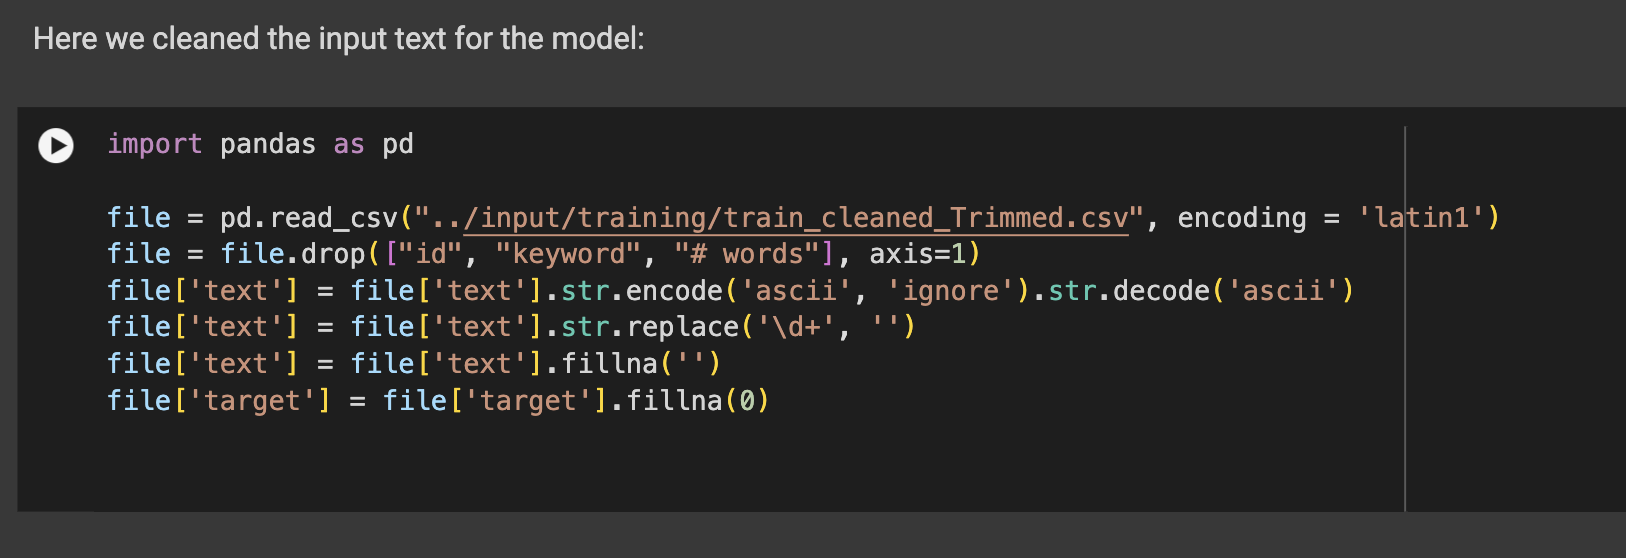 Here we cleaned the input text for the model:
import pandas as pd
file = pd.read_csv("../input/training/train_cleaned_Trimmed.csv", encoding = 'latin1')
file = file.drop(["id", "keyword", "# words"], axis=1)
file['text'] = file['text'].str.encode('ascii', 'ignore').str.decode('ascii')
file['text'] = file['text'].str.replace('\d+', '')
file['text'] = file['text'].fillna('')
file['target'] = file['target'].fillna(0)